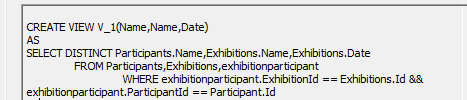 CREATE VIEW V_1(Name,Name,Date)
AS
SELECT DISTINCT Participants.Name,Exhibitions.Name,Exhibitions.Date
FROM Participants,Exhibitions,exhibitionparticipant
WHERE exhibitionparticipant.ExhibitionId == Exhibitions.Id &&
exhibitionparticipant.ParticipantId == Participant.Id